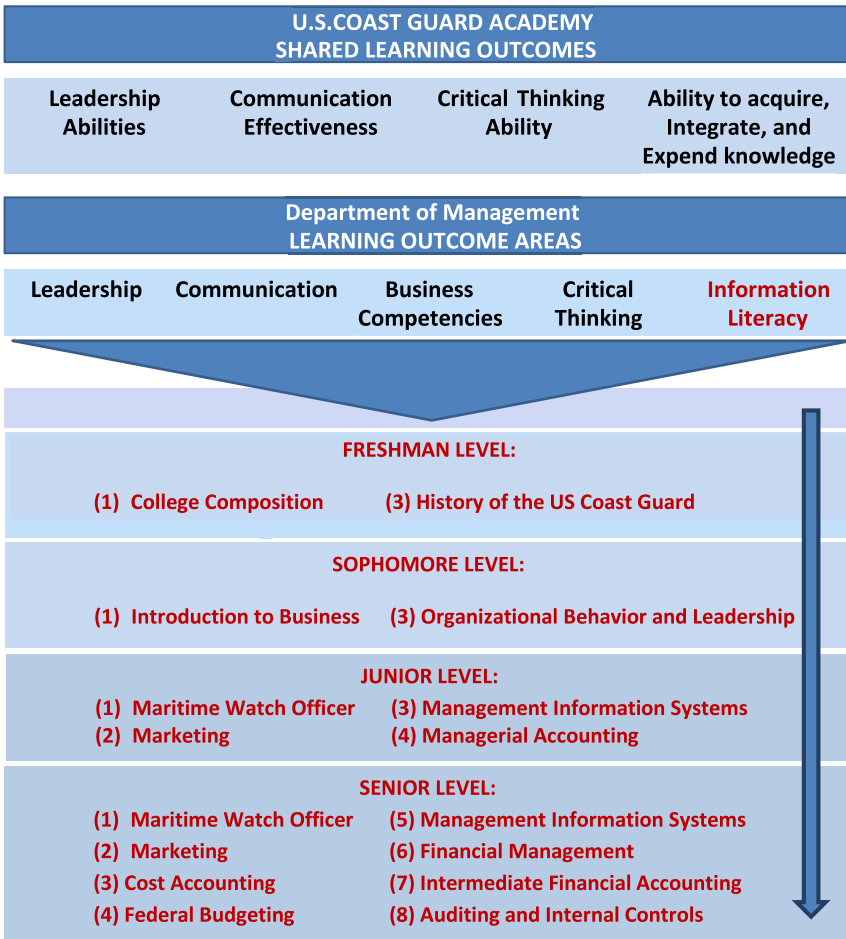 U.S.COAST GUARD ACADEMY
SHARED LEARNING OUTCOMES
Leadership Abilities
Communication Effectiveness
Critical Thinking Ability
Ability to acquire, Integrate, and Expend knowledge
Department of Management
LEARNING OUTCOME AREAS
Leadership
Communication
Business Competencies
Critical Thinking
Information Literacy
FRESHMAN LEVEL:
(1) College Composition (3) History of the US Coast Guard
SOPHOMORE LEVEL:
(1) Introduction to Business (3) Organizational Behavior and Leadership
JUNIOR LEVEL:
(1) Maritime Watch Officer (3) Management Information Systems
(2) Marketing (4) Managerial Accounting
SENIOR LEVEL:
(1) Maritime Watch Officer (5) Management Information Systems
(2) Marketing (6) Financial Management
(3) Cost Accounting (7) Intermediate Financial Accounting
(4) Federal Budgeting (8) Auditing and Internal Controls